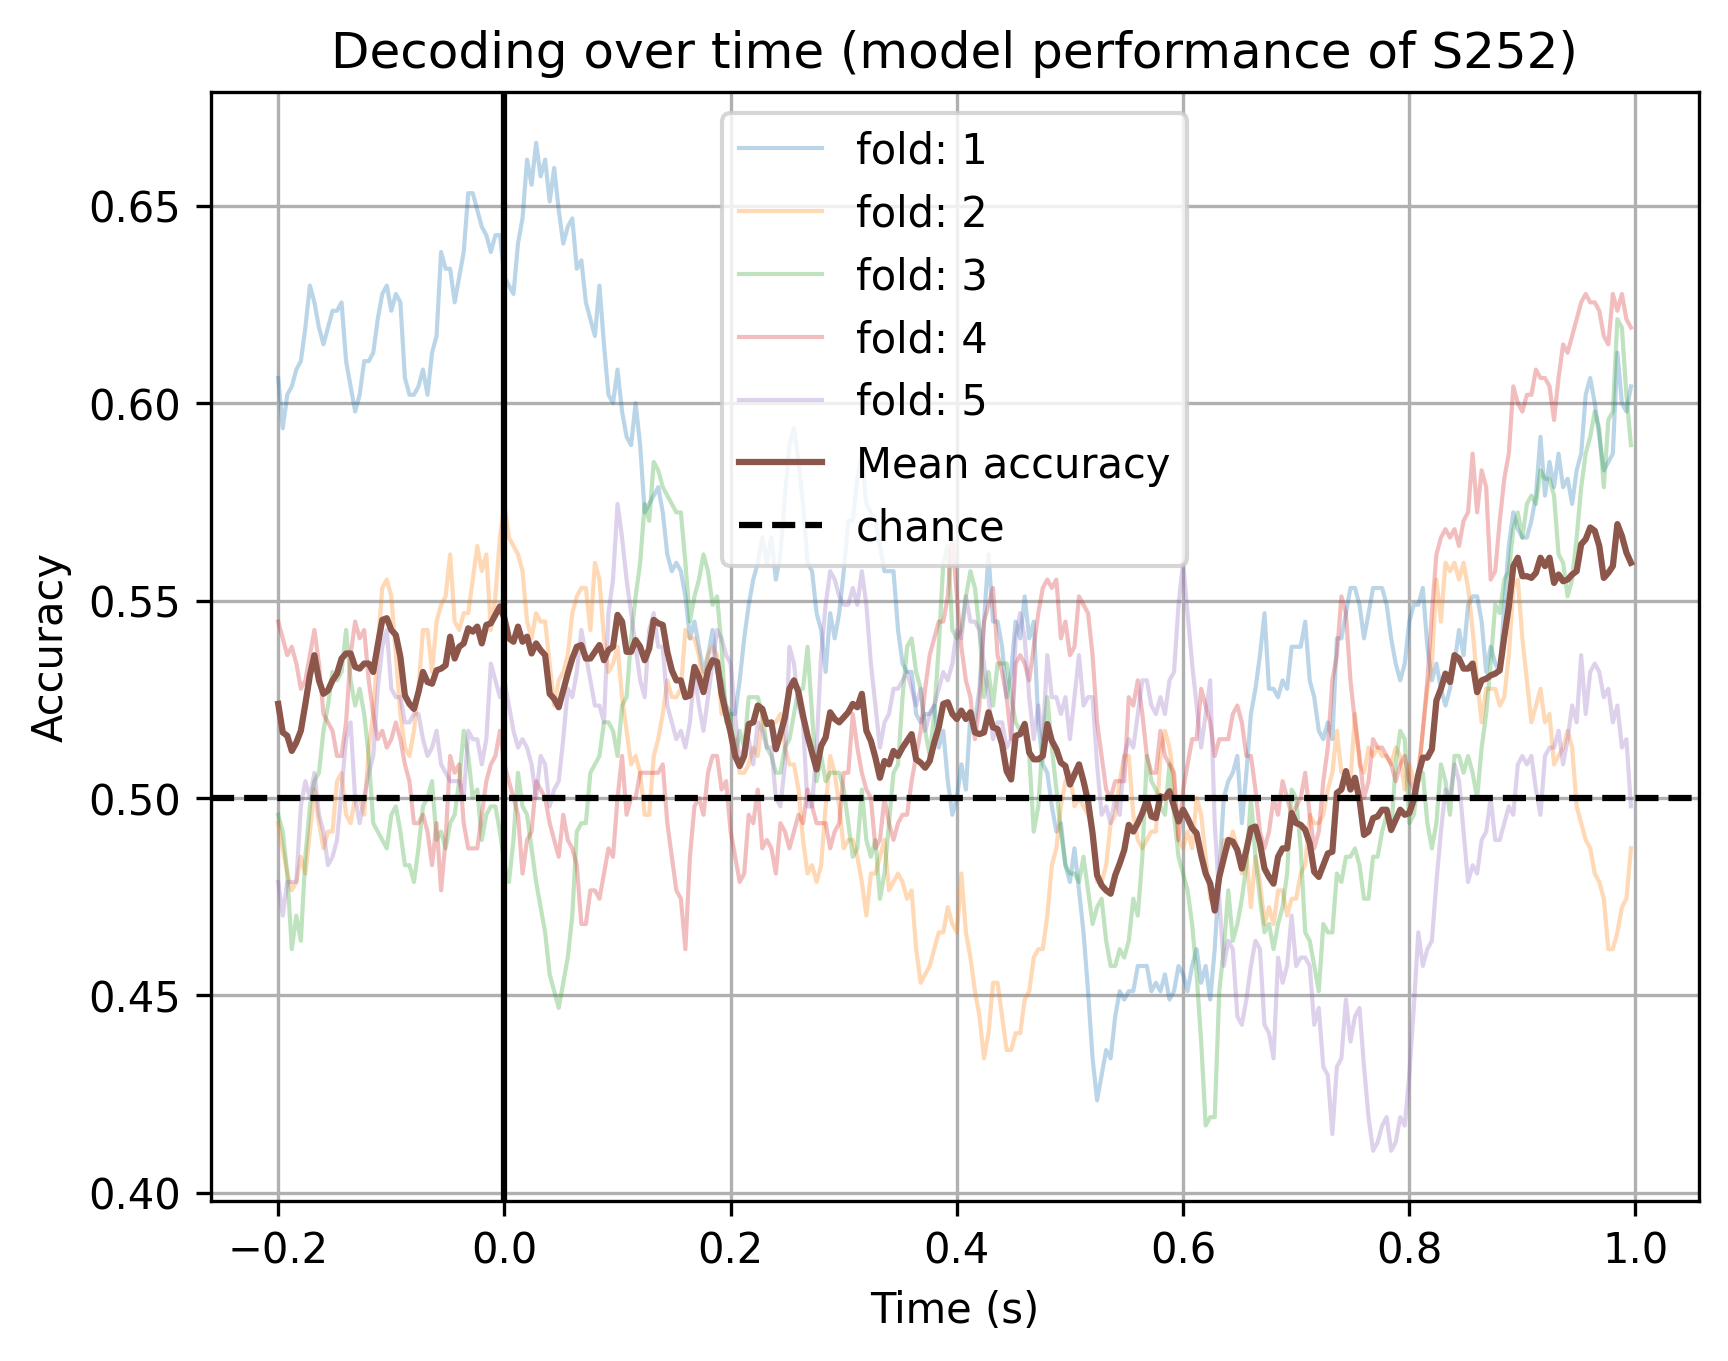 Decoding over time (model performance of S252)
fold: 1
fold: 2
fold: 3
fold: 4
fold: 5
Mean accuracy
chance
Accuracy
0.65
0.60
0.55
0.50
0.45
0.40
−0.2 0.0 0.2 0.4 0.6 0.8 1.0
Time (s)